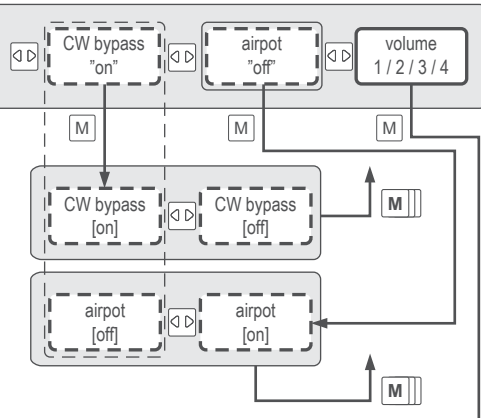 CW bypass
”on”
airpot
”off”
volume
1 / 2 / 3 / 4
M
M
M
CW bypass
[on]
CW bypass
[off]
M
airpot
[off]
airpot
[on]
M